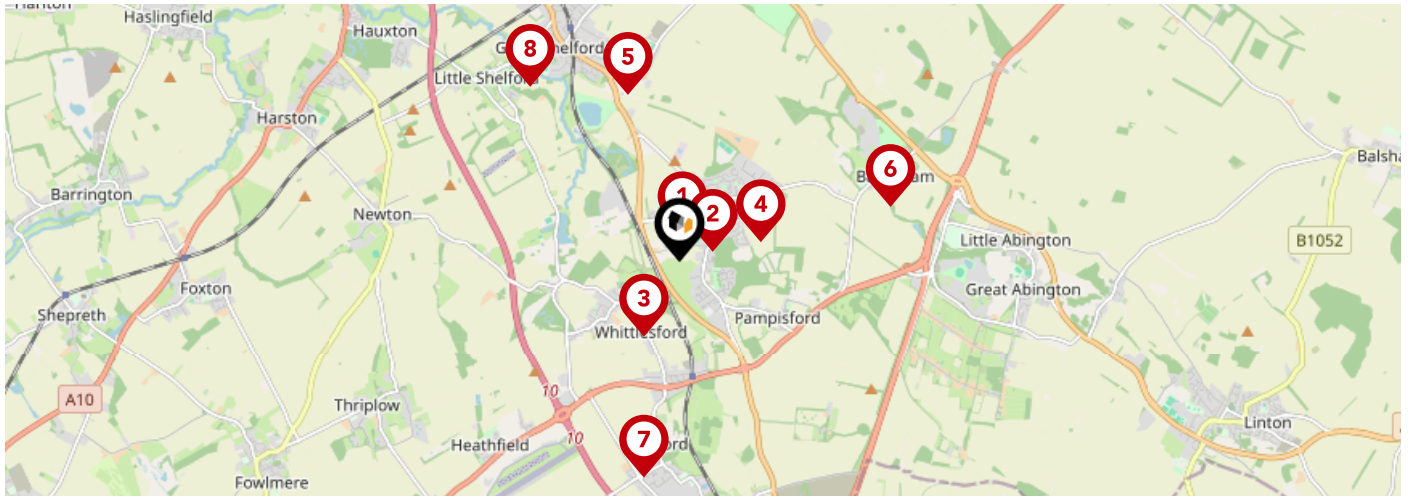 Haslingfield
Hauxton
8
5
Little Shelford
Harston
Barrington
6
1
2
4
Newton
Little Abington
B1052
Foxton
Great Abington
Shepreth
3
Pampisford
Whittlesford
10
A10
Thriplow
Linton
Heathfield
10
7
Fowlmere